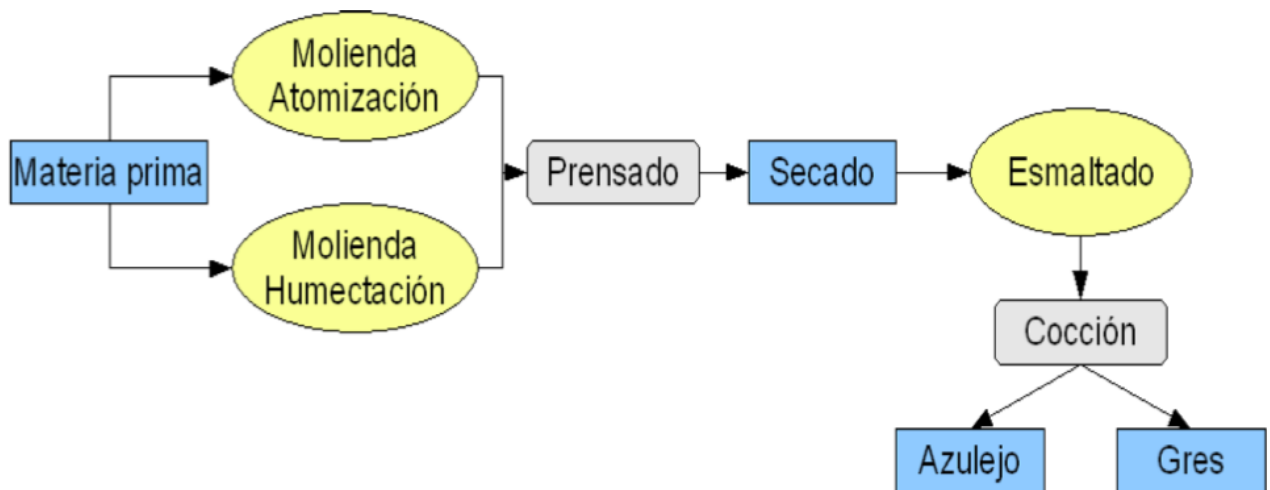 Molienda
Atomización
Materia prima
Molienda
Humectación
Prensado
Secado
Esmaltado
Cocción
Azulejo
Gres